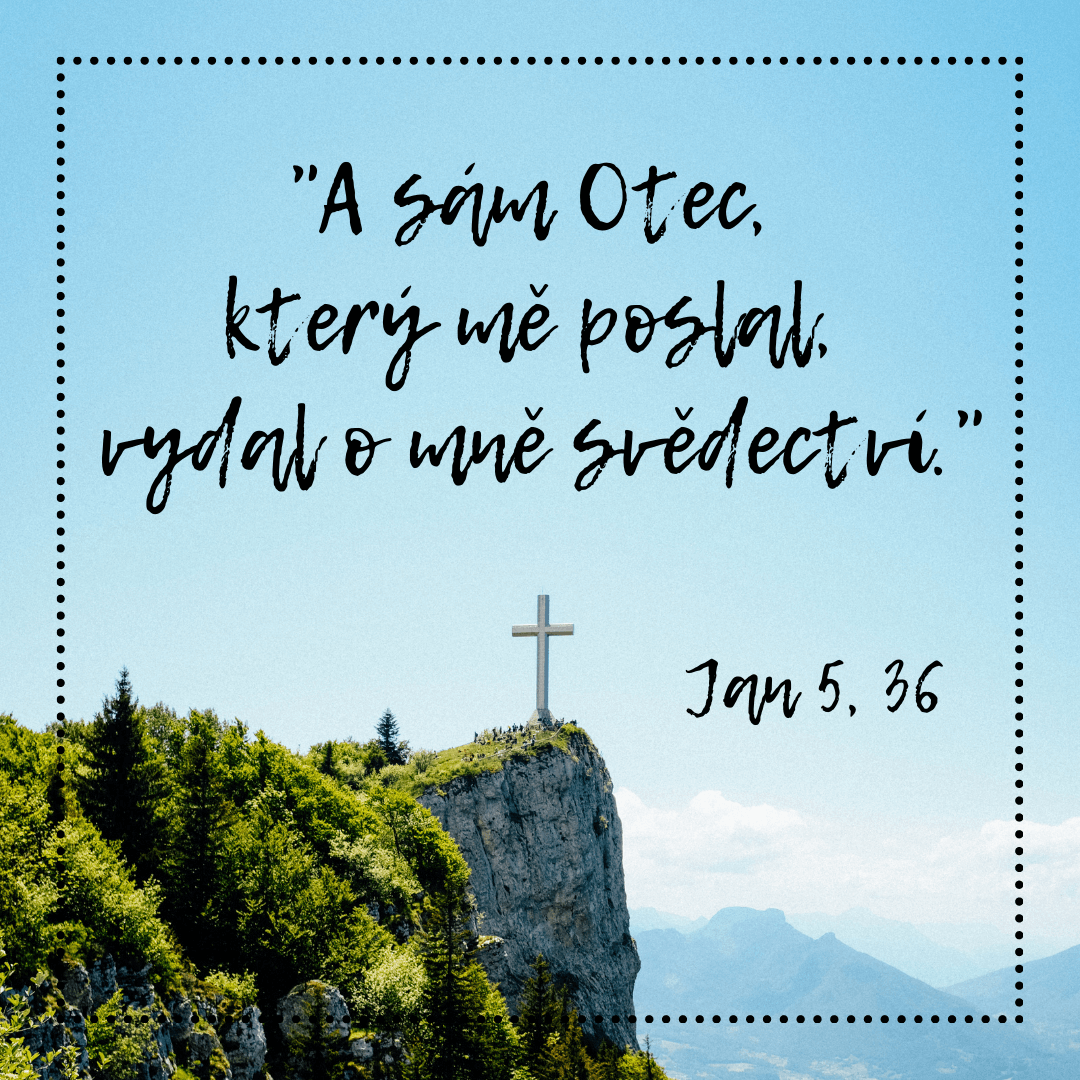 "A sám Otec,
který mě poslal,
vydal o mně svědectví."
Jan 5, 36